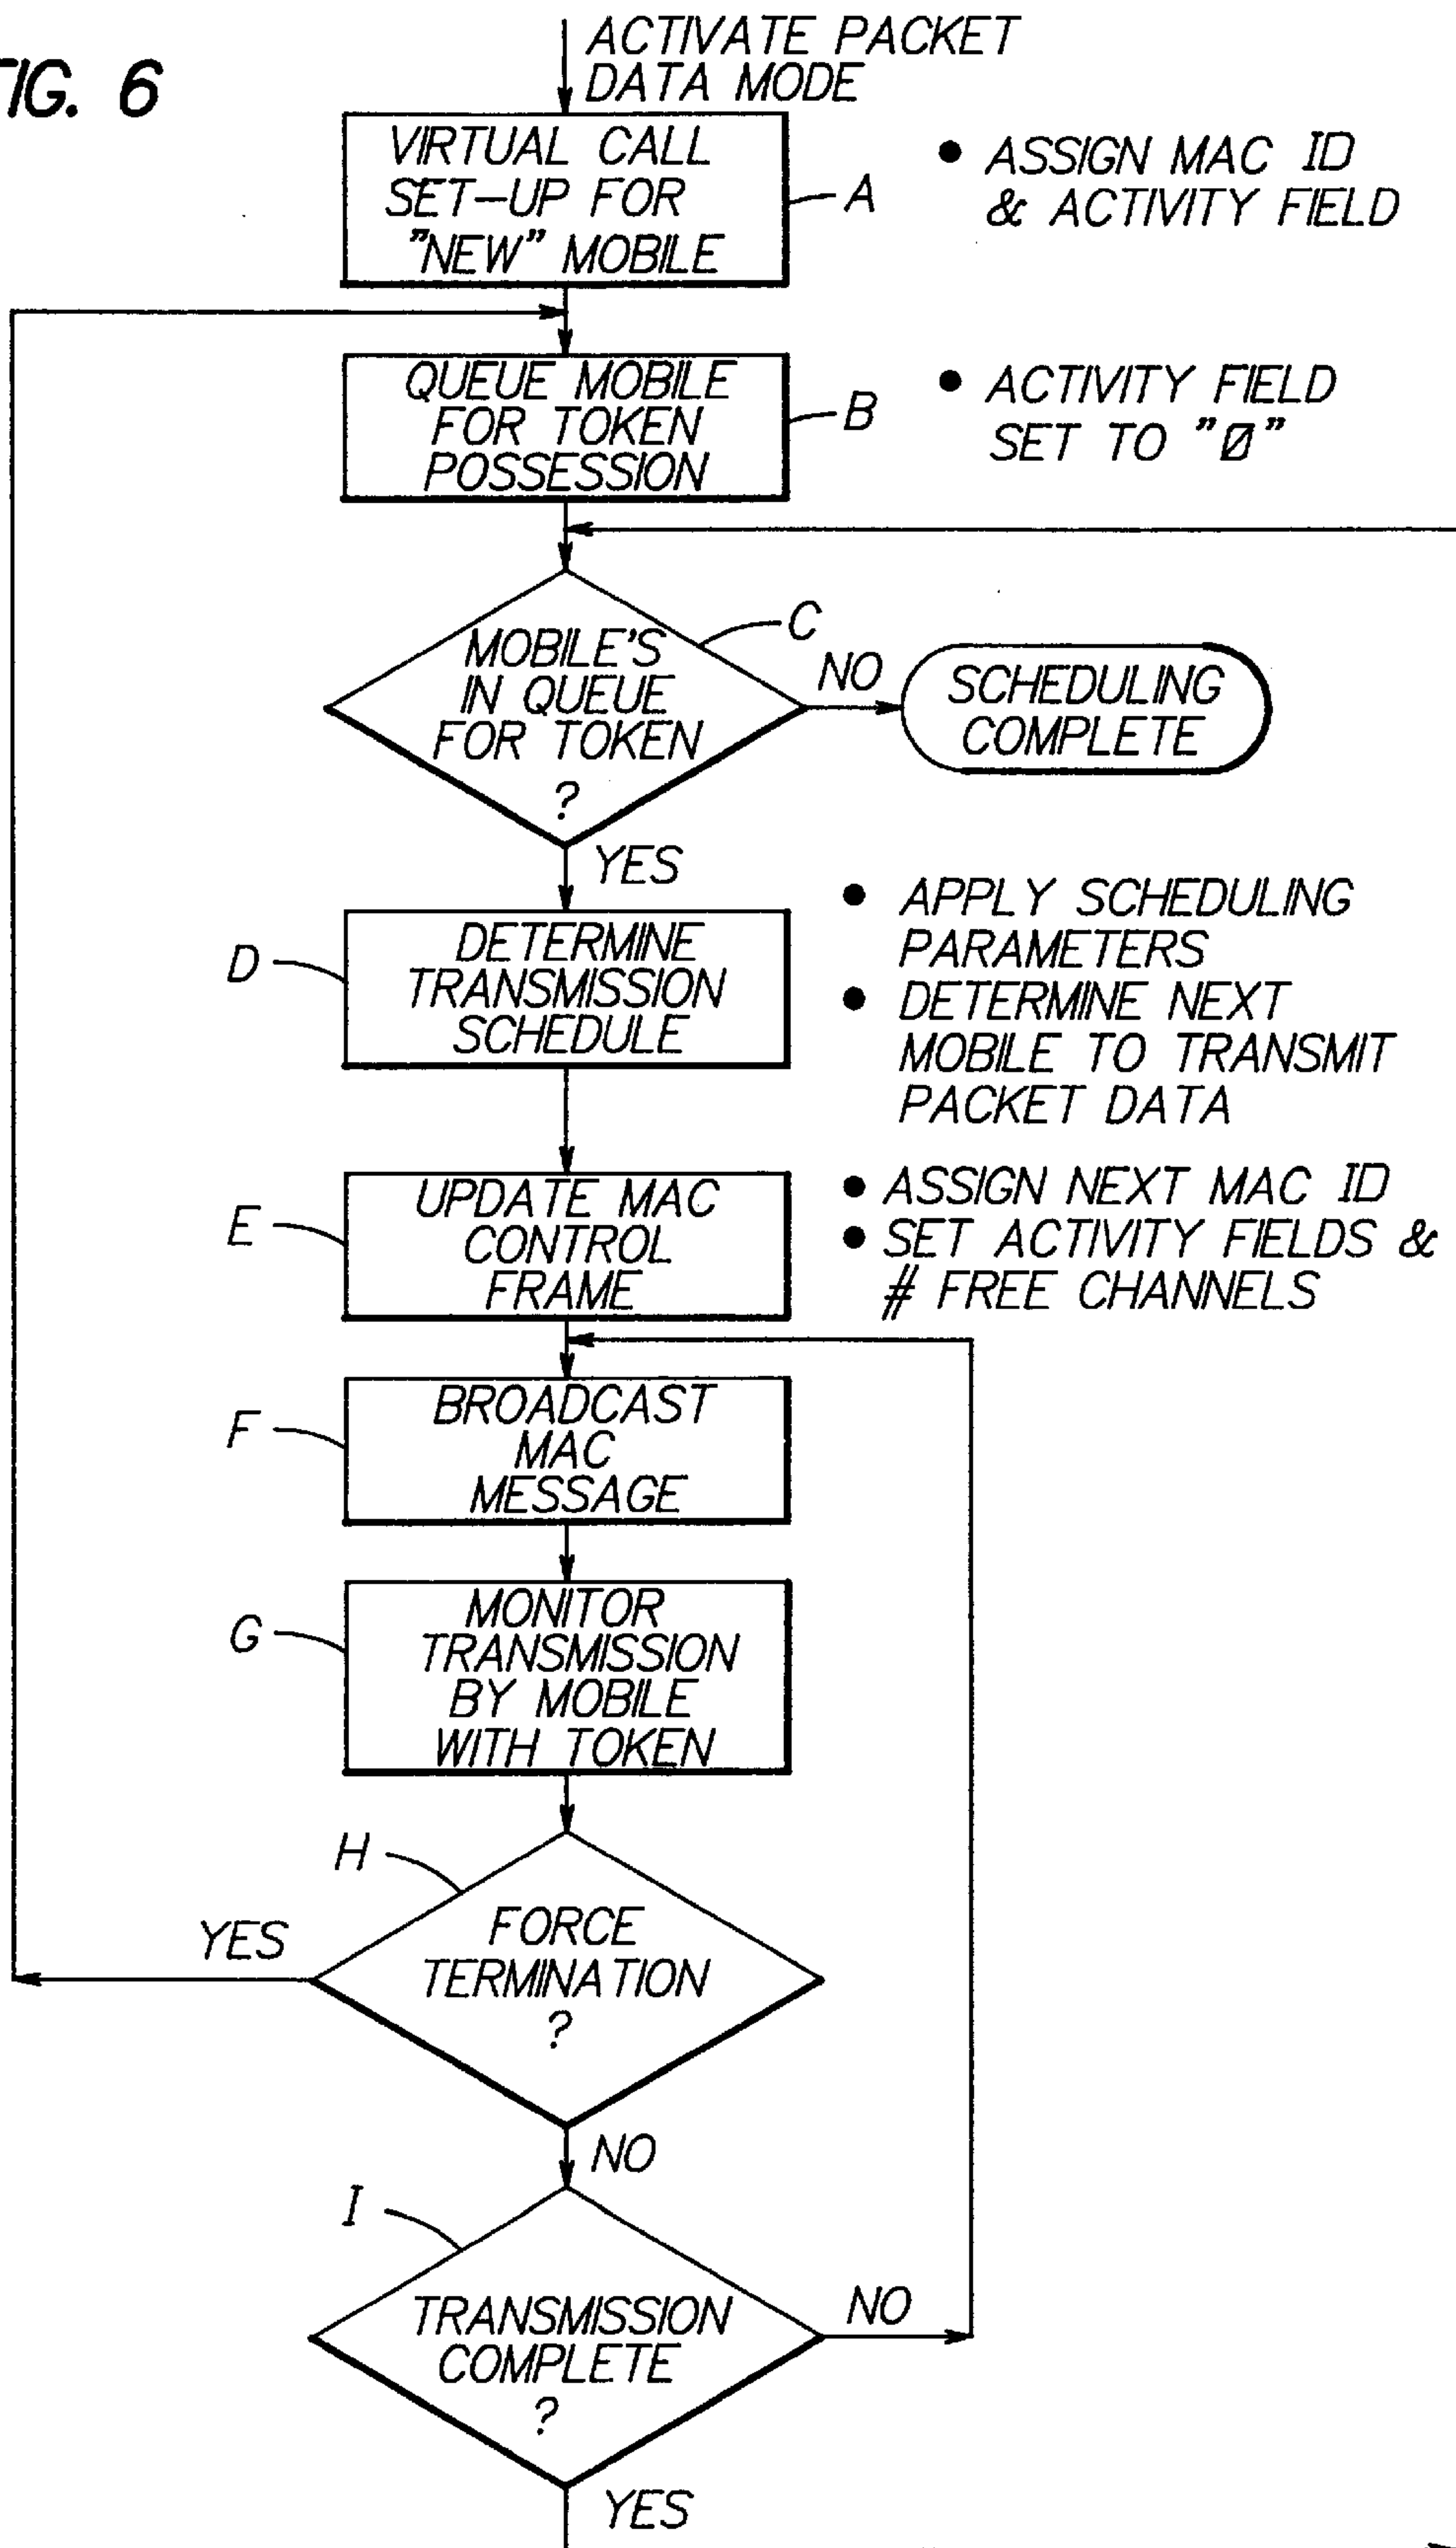 FIG. 6
ACTIVATE PACKET
DATA MODE
VIRTUAL CALL
SET-UP FOR
"NEW" MOBILE
A
• ASSIGN MAC ID
& ACTIVITY FIELD
QUEUE MOBILE
FOR TOKEN
POSSESSION
B
• ACTIVITY FIELD
SET TO "Ø"
MOBILE'S
IN QUEUE
FOR TOKEN
?
C
NO
SCHEDULING
COMPLETE
YES
D
DETERMINE
TRANSMISSION
SCHEDULE
• APPLY SCHEDULING
PARAMETERS
• DETERMINE NEXT
MOBILE TO TRANSMIT
PACKET DATA
E
UPDATE MAC
CONTROL
FRAME
• ASSIGN NEXT MAC ID
• SET ACTIVITY FIELDS &
# FREE CHANNELS
F
BROADCAST
MAC
MESSAGE
G
MONITOR
TRANSMISSION
BY MOBILE
WITH TOKEN
H
YES
FORCE
TERMINATION
?
NO
I
TRANSMISSION
COMPLETE
?
NO
YES